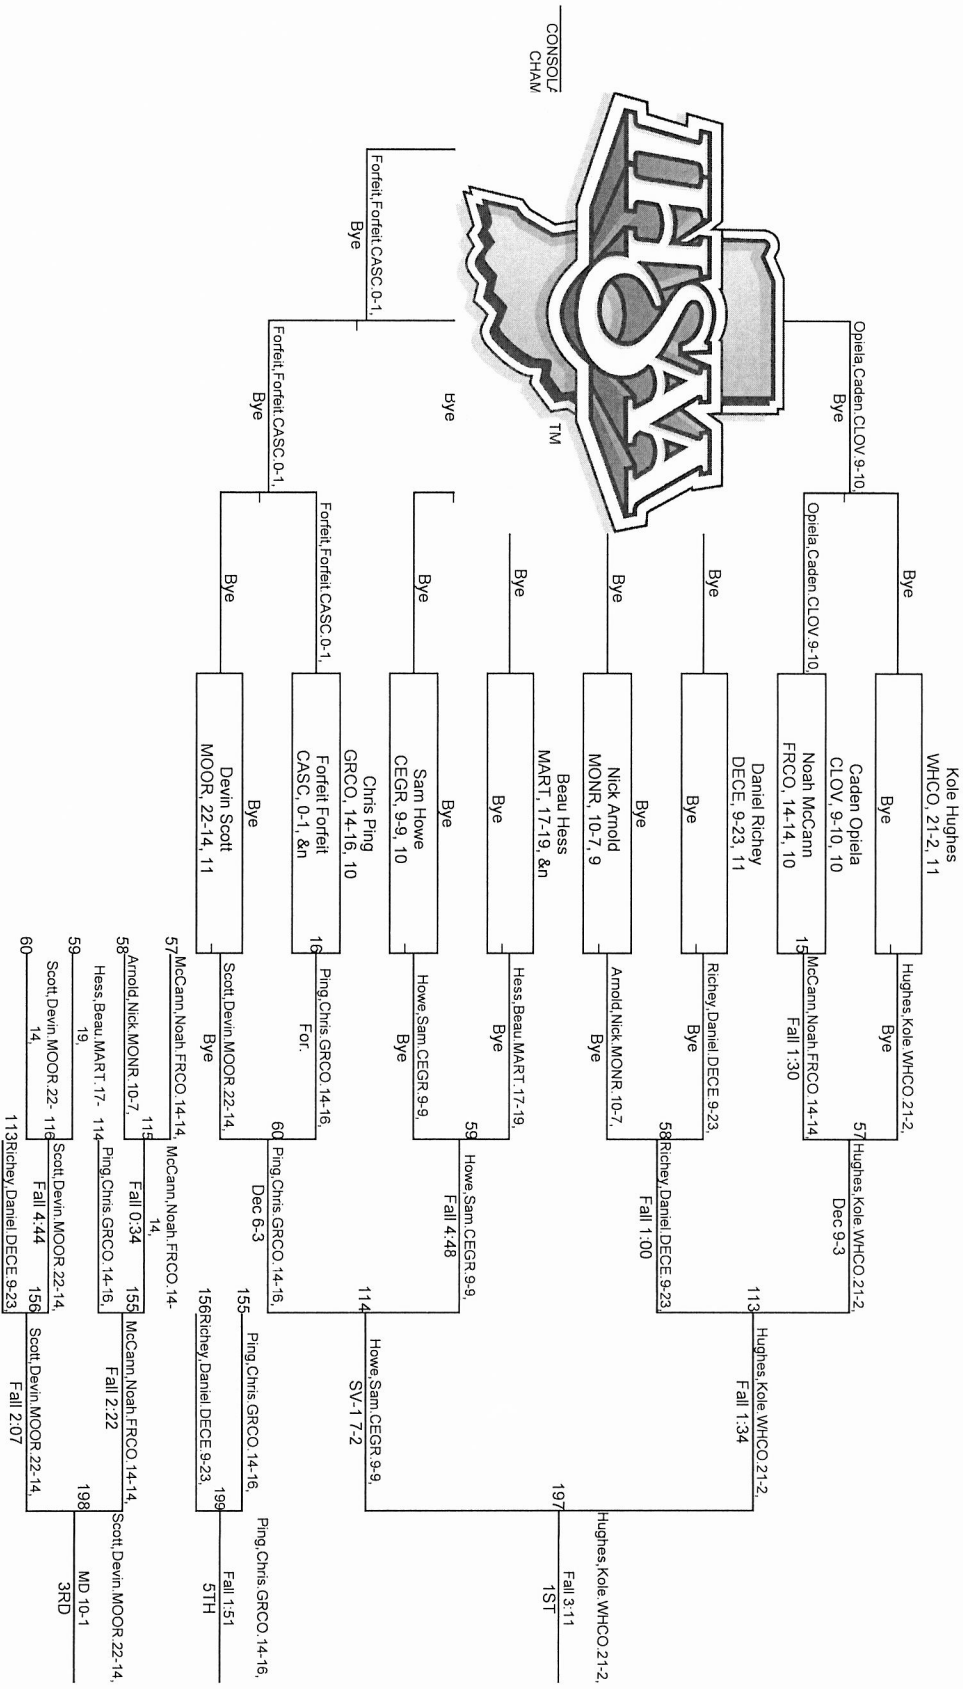 CONSOLA
CHAM
IHSAA
TM
Opiela,Caden.CLOV.9-10,
Bye
Bye
Forfeit,Forfeit.CASC.0-1,
Bye
Forfeit,Forfeit.CASC.0-1,
Bye
Bye
Opiela,Caden.CLOV.9-10,
Bye
Bye
Bye
Bye
Forfeit,Forfeit.CASC.0-1,
Bye
Kole Hughes
WHCO, 21-2, 11
Bye
Caden Opiela
CLOV, 9-10, 10
Noah McCann
FRCO, 14-14, 10
Daniel Richey
DECE, 9-23, 11
Bye
Bye
Nick Arnold
MONR, 10-7, 9
Beau Hess
MART, 17-19, &n
Bye
Bye
Sam Howe
CEGR, 9-9, 10
Chris Ping
GRCO, 14-16, 10
Forfeit Forfeit
CASC, 0-1, &n
Bye
Devin Scott
MOOR, 22-14, 11
Hughes,Kole.WHCO.21-2,
Bye
15
McCann,Noah.FRCO.14-14,
Fall 1:30
Richey,Daniel.DECE.9-23,
Bye
Arnold,Nick.MONR.10-7,
Bye
Hess,Beau.MART.17-19,
Bye
Howe,Sam.CEGR.9-9,
Bye
16
Ping,Chris.GRCO.14-16,
For.
Scott,Devin.MOOR.22-14,
Bye
57
Hughes,Kole.WHCO.21-2,
Dec 9-3
58
Richey,Daniel.DECE.9-23,
Fall 1:00
59
Howe,Sam.CEGR.9-9,
Fall 4:48
60
Ping,Chris.GRCO.14-16,
Dec 6-3
113
Hughes,Kole.WHCO.21-2,
Fall 1:34
114
Howe,Sam.CEGR.9-9,
SV-1 7-2
197
Hughes,Kole.WHCO.21-2,
Fall 3:11
1ST
155
Ping,Chris.GRCO.14-16,
156
Richey,Daniel.DECE.9-23,
199
Ping,Chris.GRCO.14-16,
Fall 1:51
5TH
57
McCann,Noah.FRCO.14-14,
58
Arnold,Nick.MONR.10-7,
115
McCann,Noah.FRCO.14-
14,
Fall 0:34
Hess,Beau.MART.17-
59
19,
114
Ping,Chris.GRCO.14-16,
155
McCann,Noah.FRCO.14-14,
Fall 2:22
Scott,Devin.MOOR.22-
60
14,
116
Scott,Devin.MOOR.22-14,
Fall 4:44
113
Richey,Daniel.DECE.9-23,
156
Scott,Devin.MOOR.22-14,
Fall 2:07
198
Scott,Devin.MOOR.22-14,
MD 10-1
3RD